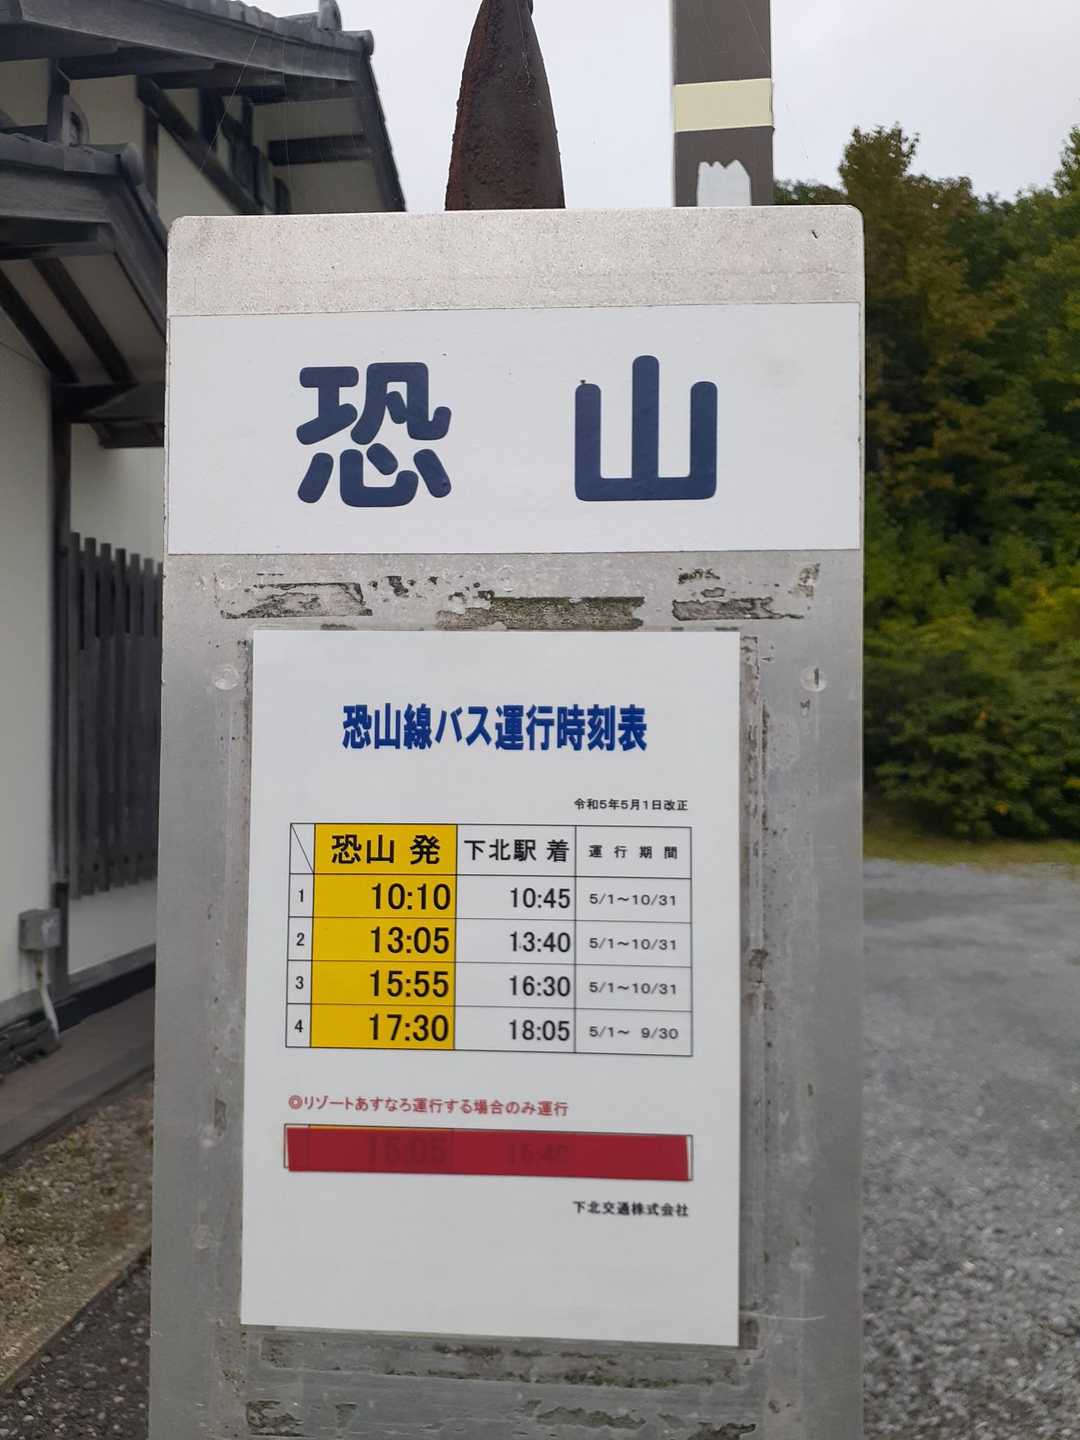 恐山
恐山線バス運行時刻表
令和5年5月1日改正
恐山 発 下北駅 着 運行期間
1 10:10 10:45 5/1～10/31
2 13:05 13:40 5/1～10/31
3 15:55 16:30 5/1～10/31
4 17:30 18:05 5/1～ 9/30
◎リゾートあすなろ運行する場合のみ運行
15:05 15:40
下北交通株式会社